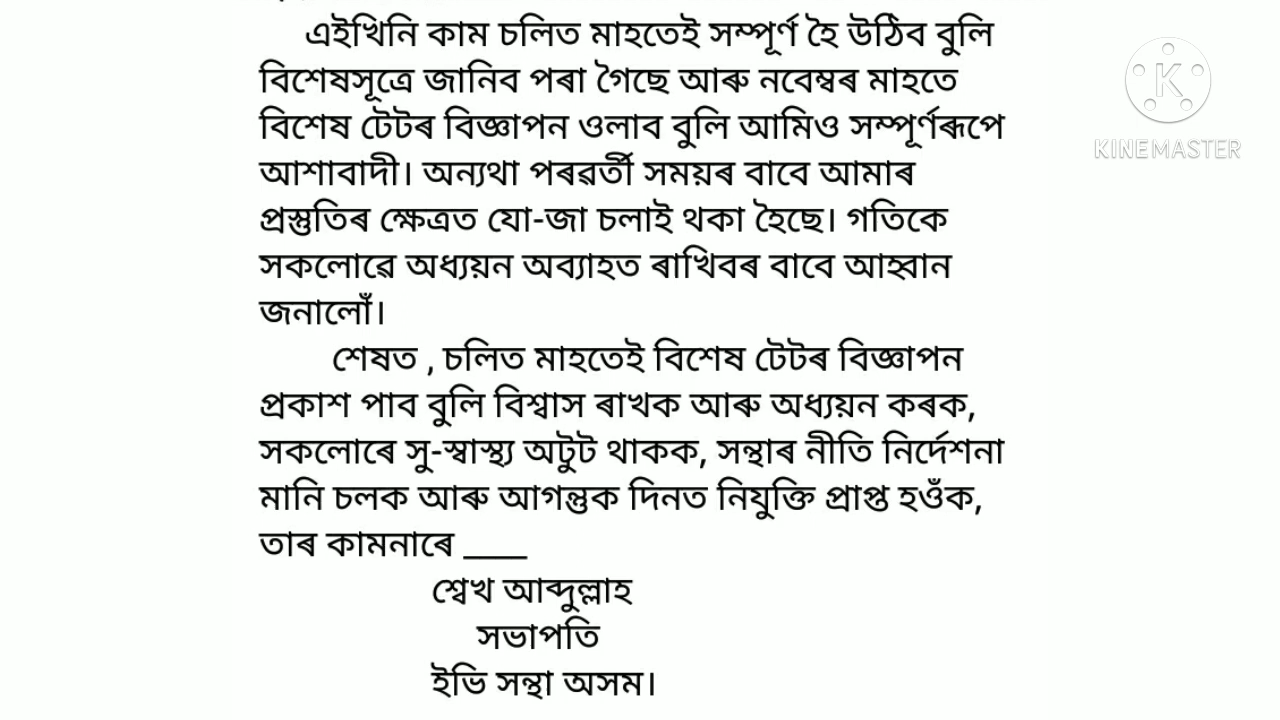 এইখিনি কাম চলিত মাহতেই সম্পূৰ্ণ হৈ উঠিব বুলি
বিশেষসূত্ৰে জানিব পৰা গৈছে আৰু নবেম্বৰ মাহতে
বিশেষ টেটৰ বিজ্ঞাপন ওলাব বুলি আমিও সম্পূৰ্ণৰূপে
আশাবাদী। অন্যথা পৰৱৰ্তী সময়ৰ বাবে আমাৰ
প্ৰস্তুতিৰ ক্ষেত্ৰত যো-জা চলাই থকা হৈছে। গতিকে
সকলোৱে অধ্যয়ন অব্যাহত ৰাখিবৰ বাবে আহ্বান
জনালোঁ।
শেষত , চলিত মাহতেই বিশেষ টেটৰ বিজ্ঞাপন
প্ৰকাশ পাব বুলি বিশ্বাস ৰাখক আৰু অধ্যয়ন কৰক,
সকলোৰে সু-স্বাস্থ্য অটুট থাকক, সন্থাৰ নীতি নিৰ্দেশনা
মানি চলক আৰু আগন্তুক দিনত নিযুক্তি প্ৰাপ্ত হওঁক,
তাৰ কামনাৰে ____
শ্বেখ আব্দুল্লাহ
সভাপতি
ইভি সন্থা অসম।
K
KINEMASTER